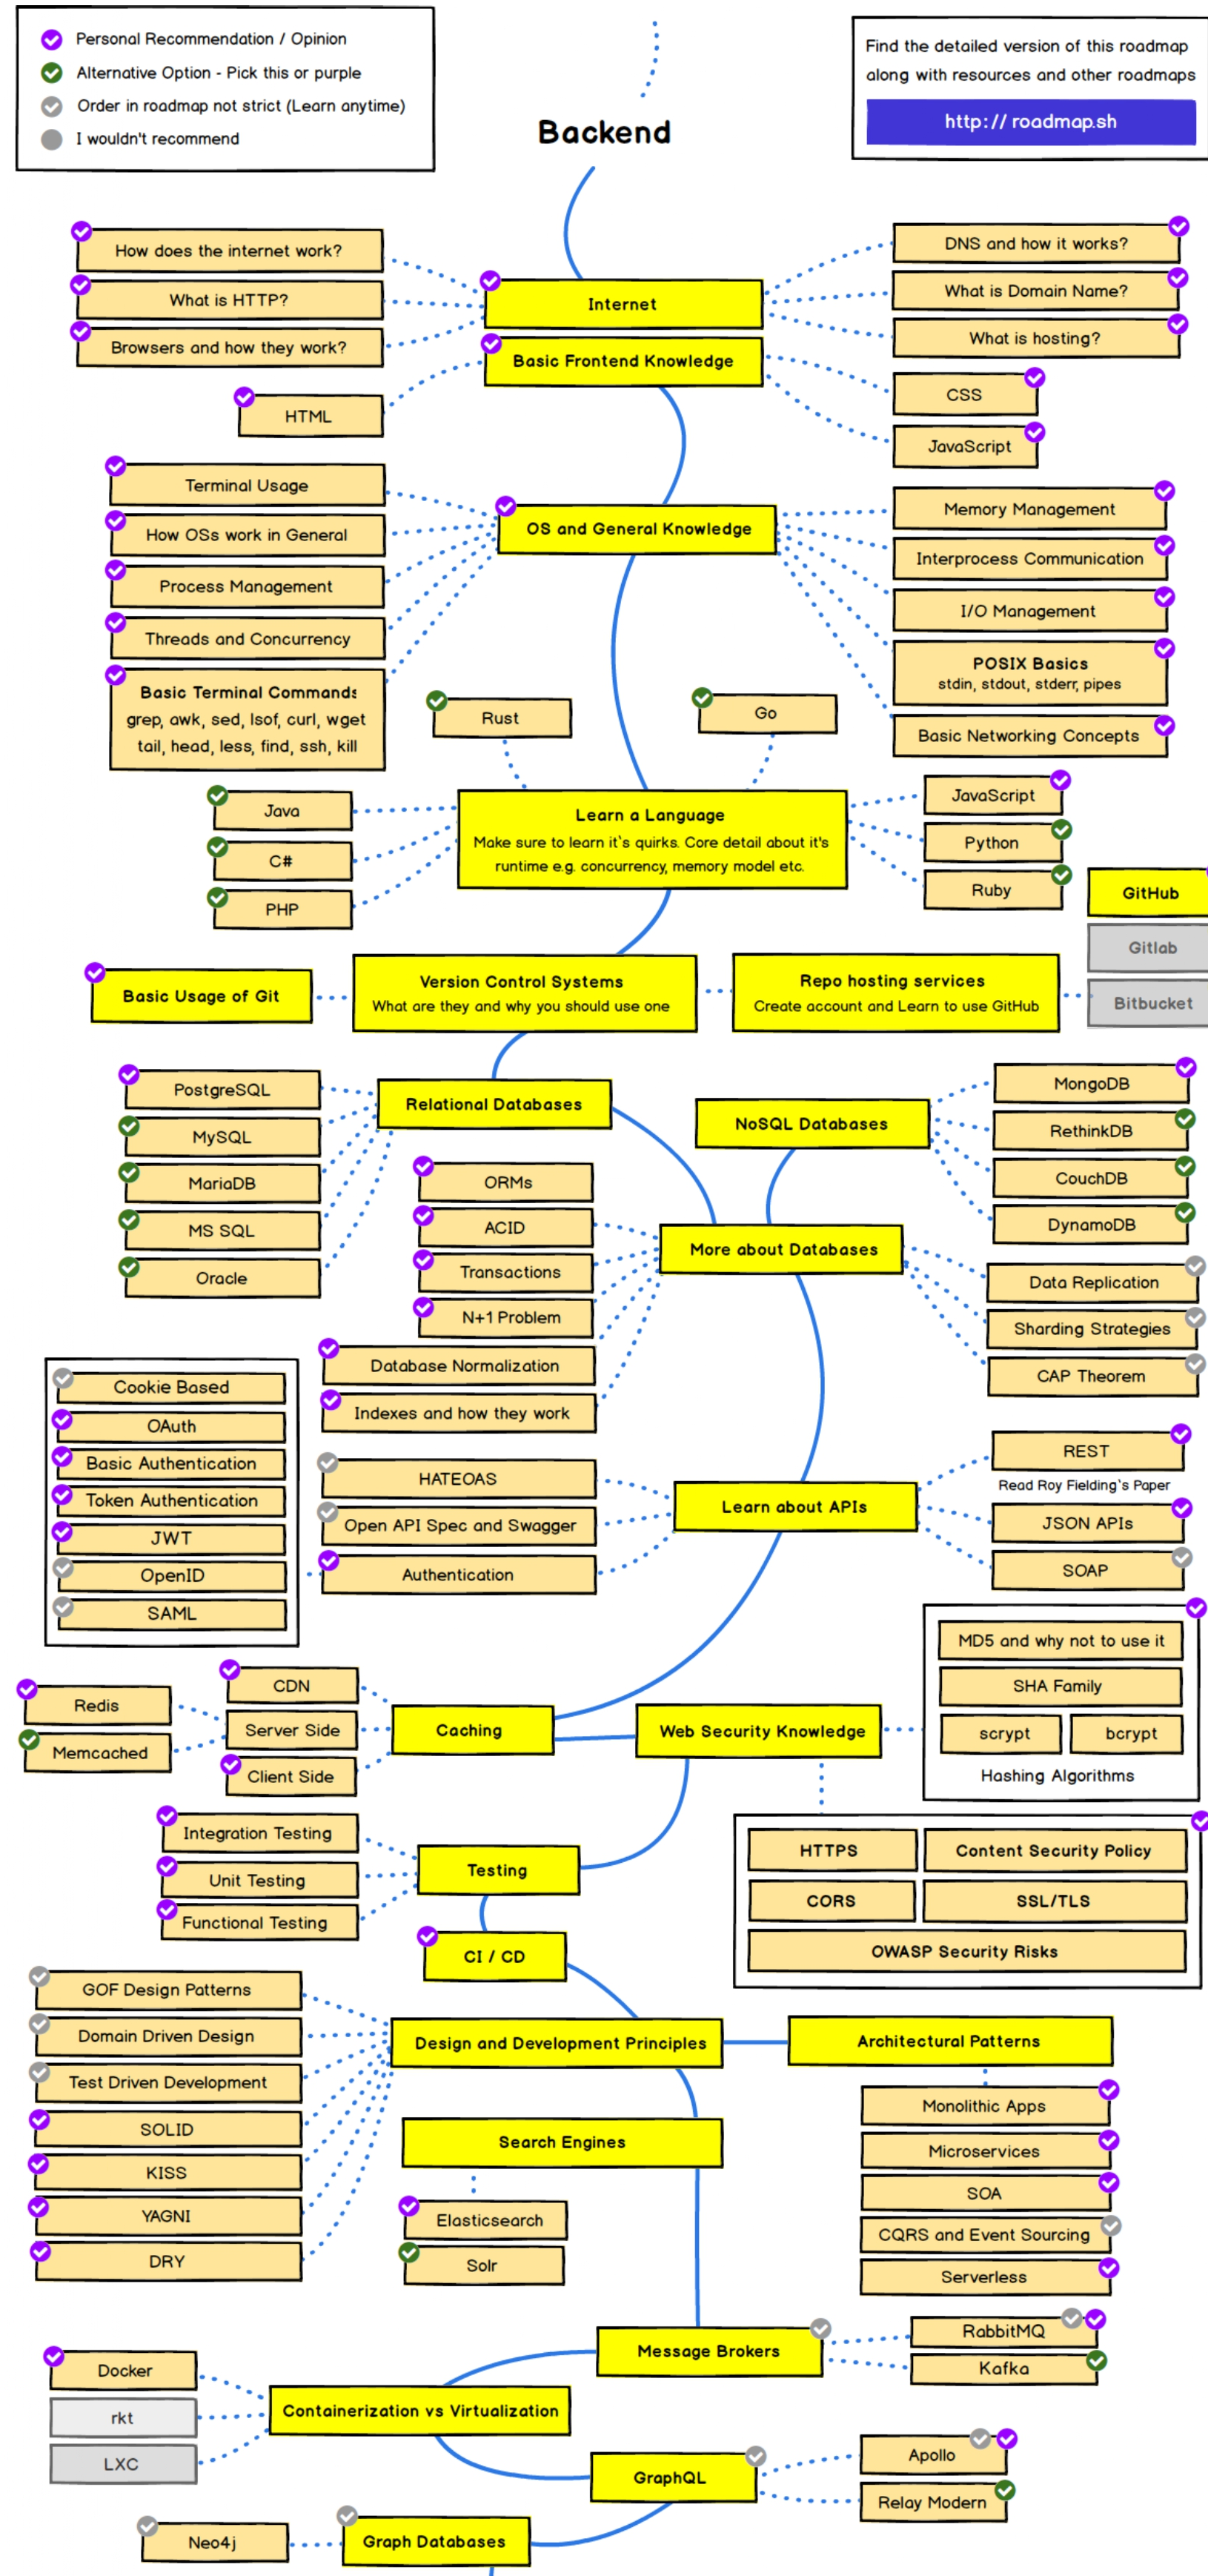 Personal Recommendation / Opinion
Alternative Option - Pick this or purple
Order in roadmap not strict (Learn anytime)
I wouldn't recommend
Find the detailed version of this roadmap
along with resources and other roadmaps
http:// roadmap.sh
Backend
How does the internet work?
What is HTTP?
Browsers and how they work?
Internet
DNS and how it works?
What is Domain Name?
What is hosting?
Basic Frontend Knowledge
HTML
CSS
JavaScript
Terminal Usage
How OSs work in General
Process Management
Threads and Concurrency
Basic Terminal Commands
grep, awk, sed, lsof, curl, wget
tail, head, less, find, ssh, kill
OS and General Knowledge
Memory Management
Interprocess Communication
I/O Management
POSIX Basics
stdin, stdout, stderr, pipes
Basic Networking Concepts
Rust
Go
Java
C#
PHP
Learn a Language
Make sure to learn it`s quirks. Core detail about it's
runtime e.g. concurrency, memory model etc.
JavaScript
Python
Ruby
GitHub
Gitlab
Bitbucket
Basic Usage of Git
Version Control Systems
What are they and why you should use one
Repo hosting services
Create account and Learn to use GitHub
PostgreSQL
MySQL
MariaDB
MS SQL
Oracle
Relational Databases
NoSQL Databases
MongoDB
RethinkDB
CouchDB
DynamoDB
ORMs
ACID
Transactions
N+1 Problem
Database Normalization
Indexes and how they work
More about Databases
Data Replication
Sharding Strategies
CAP Theorem
Cookie Based
OAuth
Basic Authentication
Token Authentication
JWT
OpenID
SAML
HATEOAS
Open API Spec and Swagger
Authentication
Learn about APIs
REST
Read Roy Fielding`s Paper
JSON APIs
SOAP
Redis
Memcached
CDN
Server Side
Client Side
Caching
Web Security Knowledge
MD5 and why not to use it
SHA Family
scrypt
bcrypt
Hashing Algorithms
HTTPS
Content Security Policy
CORS
SSL/TLS
OWASP Security Risks
Integration Testing
Unit Testing
Functional Testing
Testing
CI / CD
GOF Design Patterns
Domain Driven Design
Test Driven Development
SOLID
KISS
YAGNI
DRY
Design and Development Principles
Architectural Patterns
Monolithic Apps
Microservices
SOA
CQRS and Event Sourcing
Serverless
Search Engines
Elasticsearch
Solr
Message Brokers
RabbitMQ
Kafka
Docker
rkt
LXC
Containerization vs Virtualization
GraphQL
Apollo
Relay Modern
Neo4j
Graph Databases